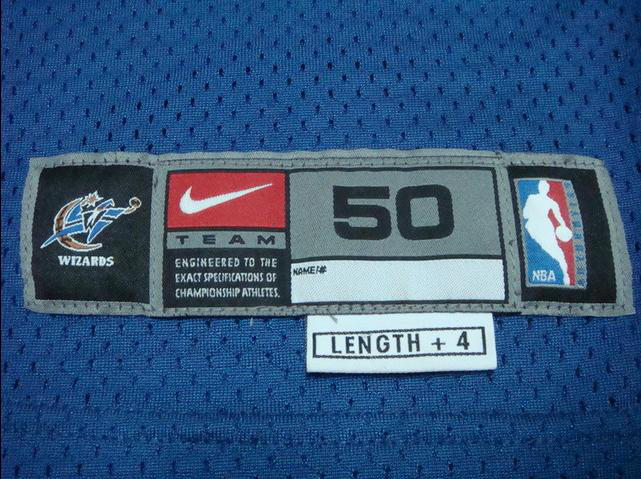 WIZARDS
TEAM
ENGINEERED TO THE
EXACT SPECIFICATIONS OF
CHAMPIONSHIP ATHLETES.
50
NAME/#
NBA
LENGTH + 4